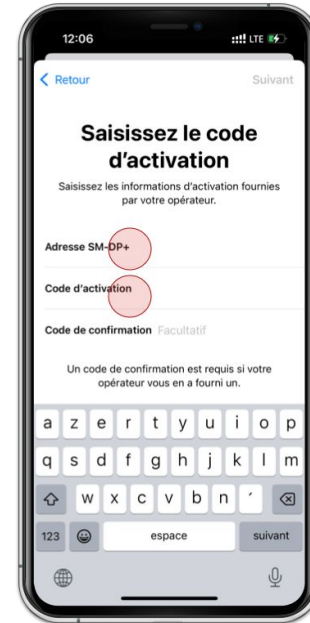 12:06
LTE
Retour
Suivant
Saisissez le code
d'activation
Saisissez les informations d'activation fournies
par votre opérateur.
Adresse SM-DP+
Code d'activation
Code de confirmation Facultatif
Un code de confirmation est requis si votre
opérateur vous en a fourni un.
a z e r t y u i o p
q s d f g h j k l m
w x c v b n ´
123 espace suivant